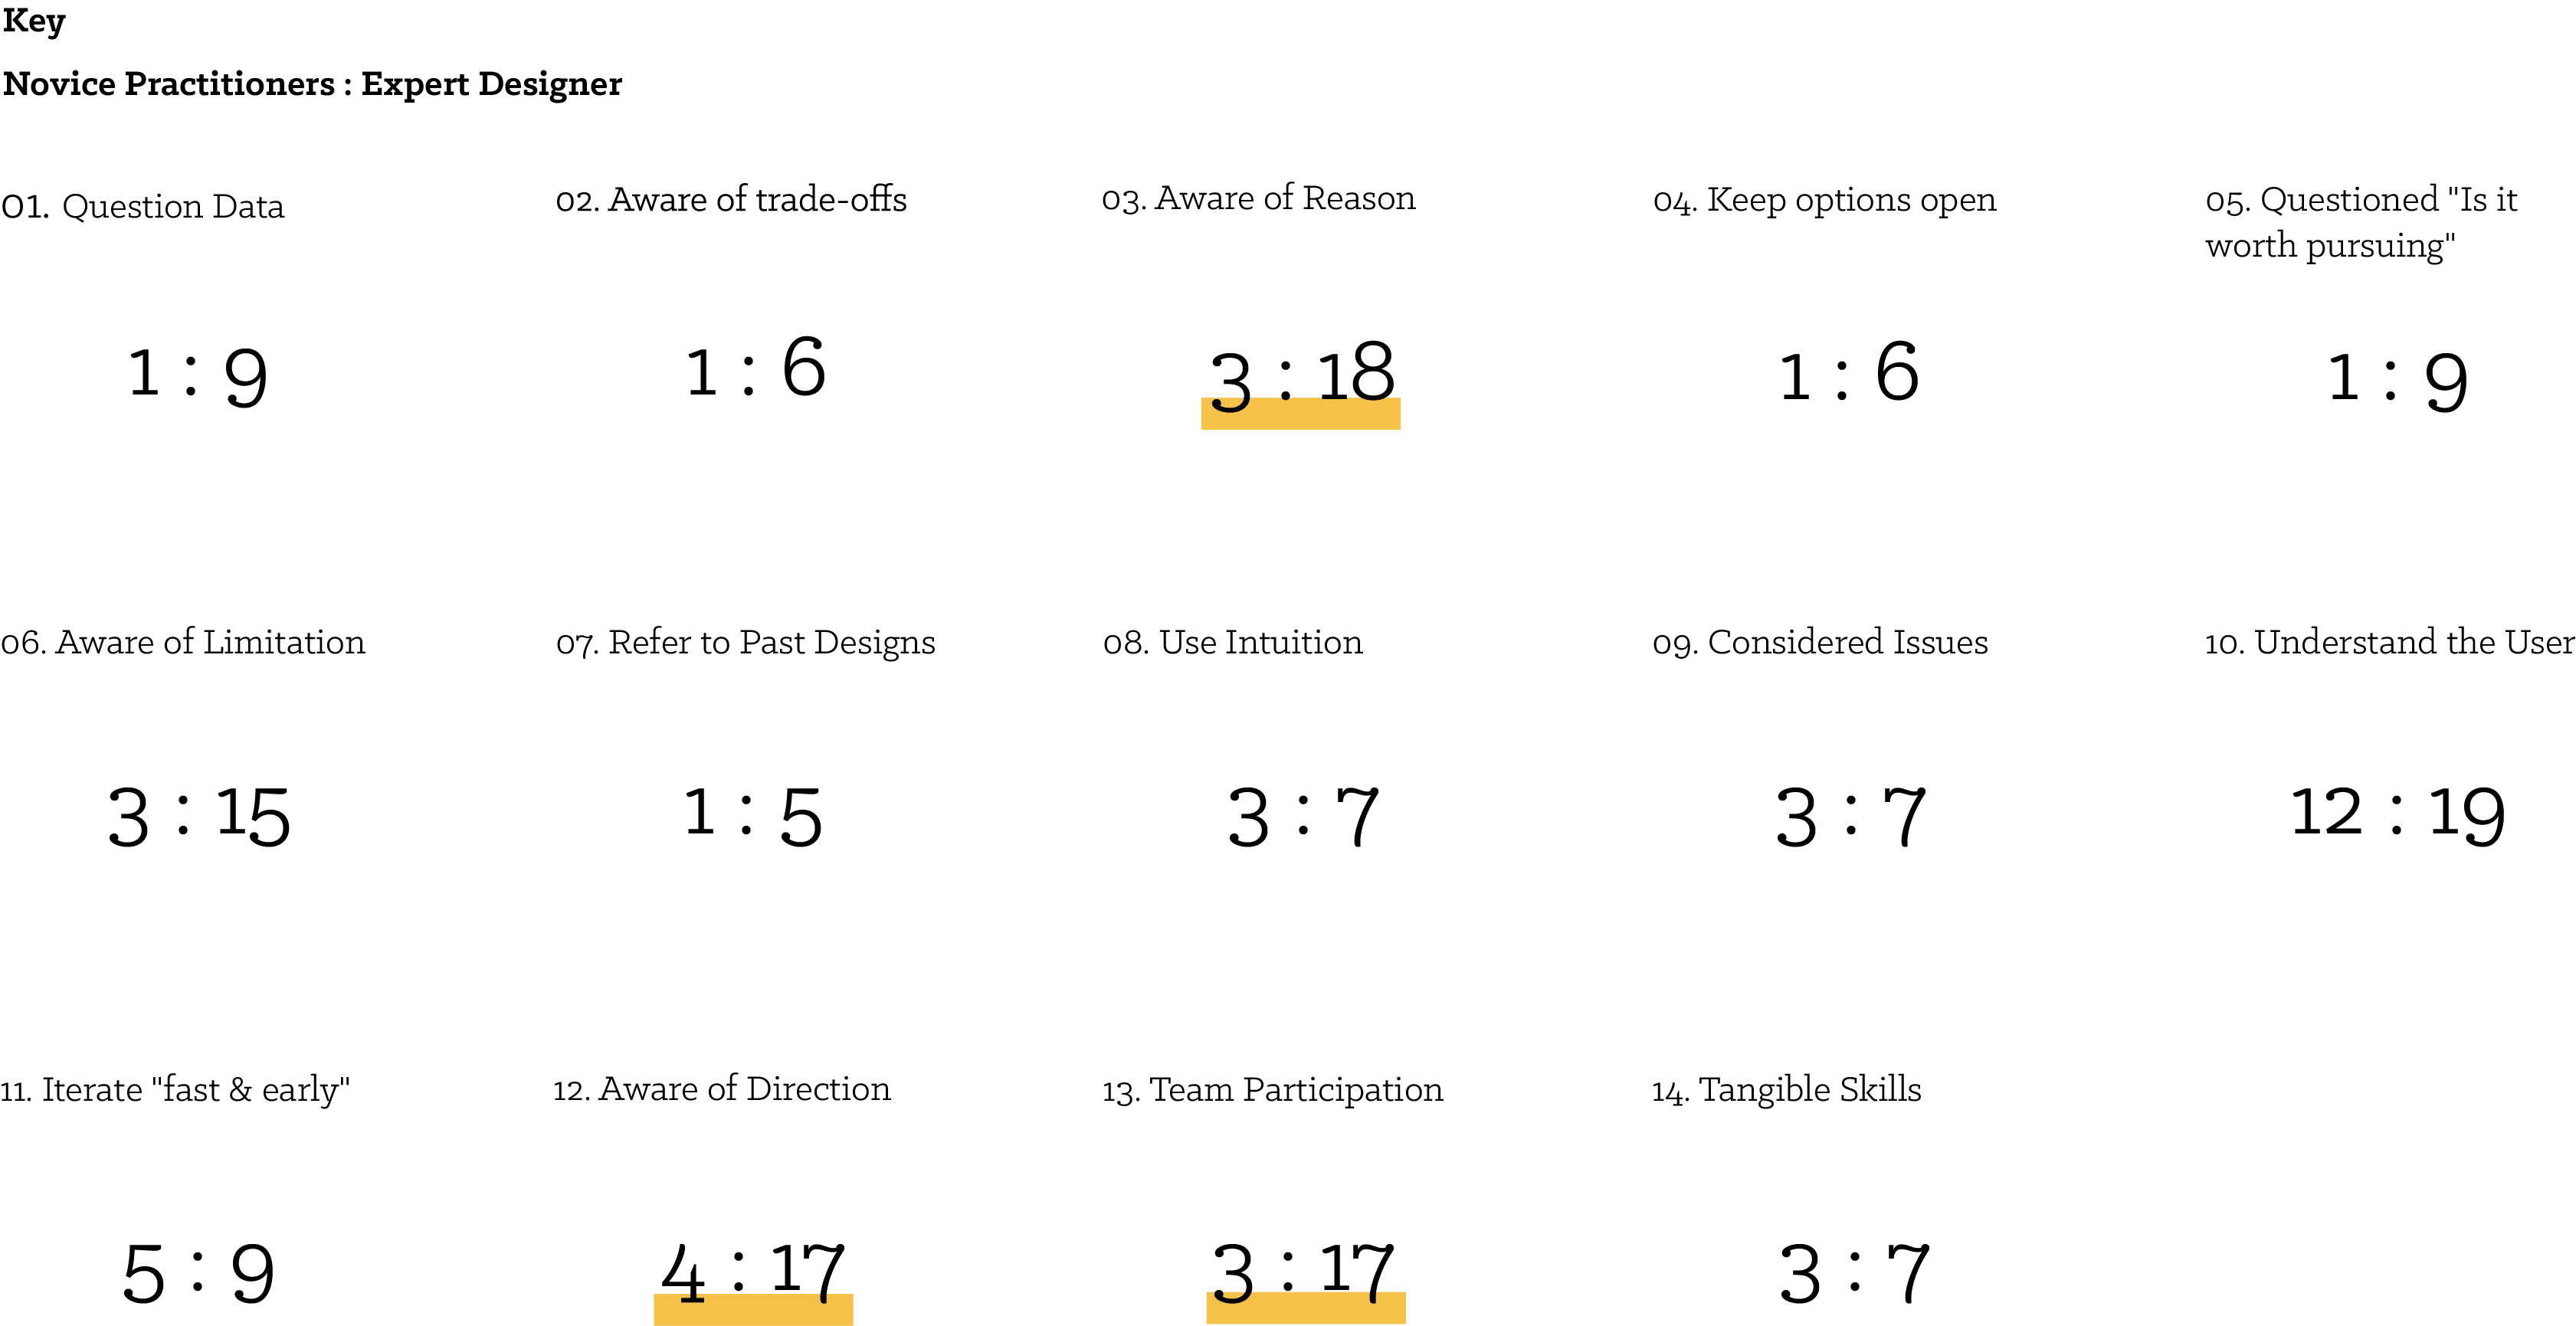 Key
Novice Practitioners : Expert Designer
01. Question Data
02. Aware of trade-offs
03. Aware of Reason
04. Keep options open
05. Questioned "Is it
worth pursuing"
1 : 9
1 : 6
3 : 18
1 : 6
1 : 9
06. Aware of Limitation
07. Refer to Past Designs
08. Use Intuition
09. Considered Issues
10. Understand the User
3 : 15
1 : 5
3 : 7
3 : 7
12 : 19
11. Iterate "fast & early"
12. Aware of Direction
13. Team Participation
14. Tangible Skills
5 : 9
4 : 17
3 : 17
3 : 7